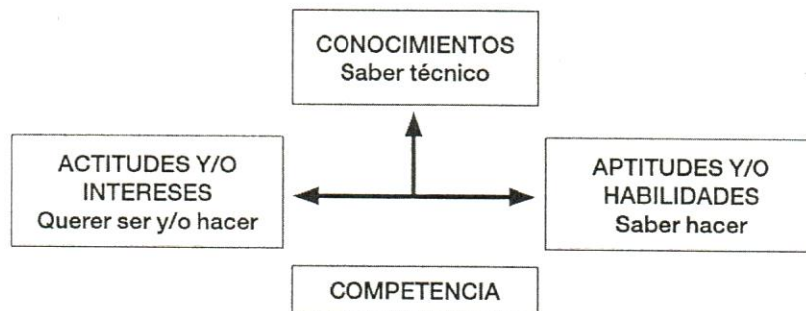 CONOCIMIENTOS
Saber técnico
ACTITUDES Y/O
INTERESES
Querer ser y/o hacer
APTITUDES Y/O
HABILIDADES
Saber hacer
COMPETENCIA